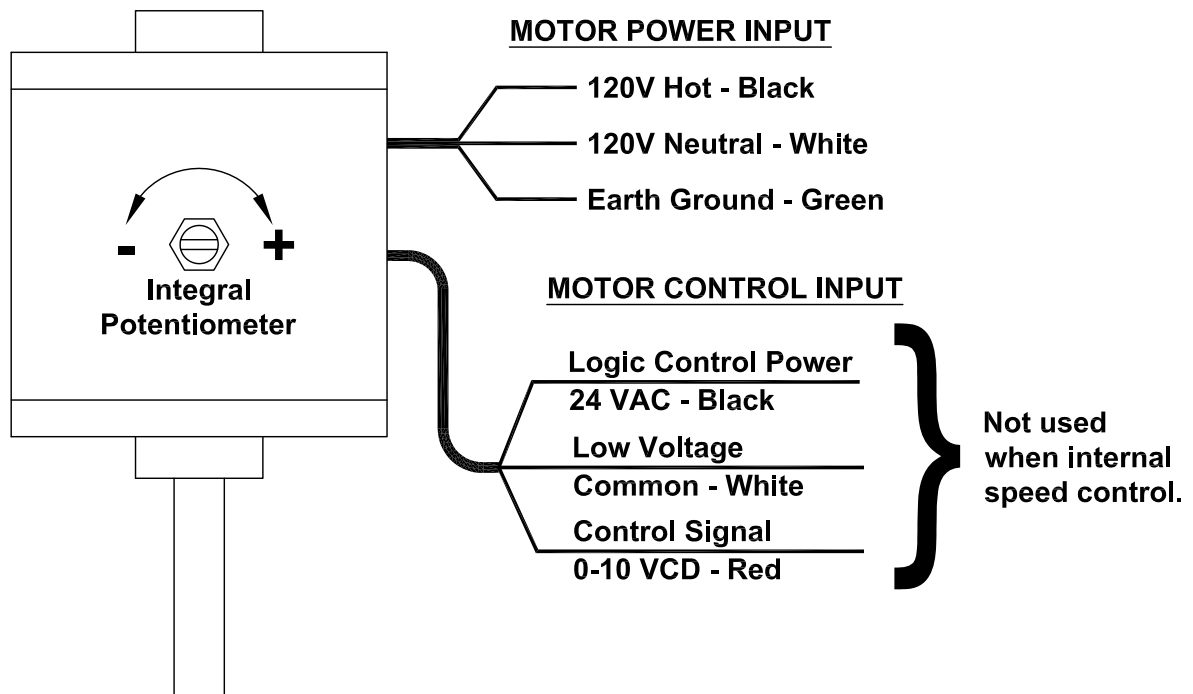 MOTOR POWER INPUT
120V Hot - Black
120V Neutral - White
Earth Ground - Green
- +
Integral
Potentiometer
MOTOR CONTROL INPUT
Logic Control Power
24 VAC - Black
Low Voltage
Common - White
Control Signal
0-10 VCD - Red
Not used
when internal
speed control.